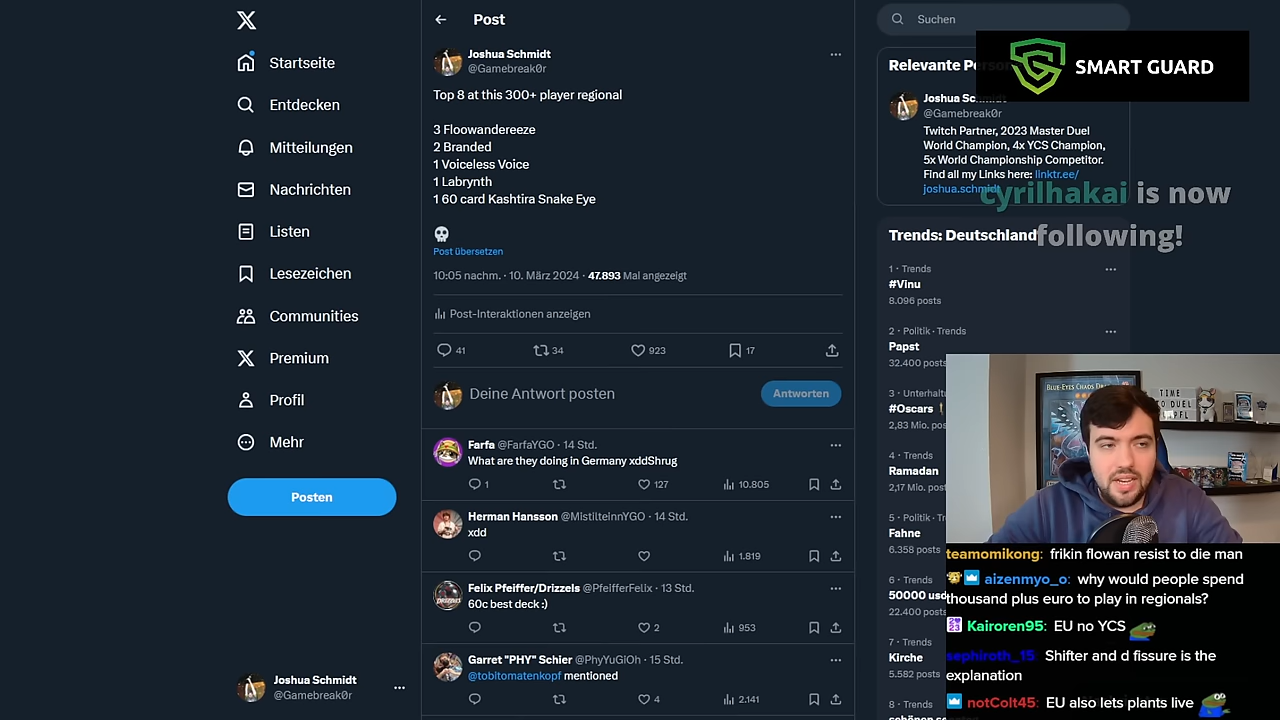 Startseite
Entdecken
Mitteilungen
Nachrichten
Listen
Lesezeichen
Communities
Premium
Profil
Mehr
Posten
Joshua Schmidt
@Gamebreak0r
Post
Joshua Schmidt
@Gamebreak0r
Top 8 at this 300+ player regional
3 Floowandereeze
2 Branded
1 Voiceless Voice
1 Labrynth
1 60 card Kashtira Snake Eye
Post übersetzen
10:05 nachm. · 10. März 2024 · 47.893 Mal angezeigt
Post-Interaktionen anzeigen
41 34 923 17
Deine Antwort posten
Antworten
Farfa @FarfaYGO · 14 Std.
What are they doing in Germany xddShrug
1 127 10.805
Herman Hansson @MistilteinnYGO · 14 Std.
xdd
1.819
Felix Pfeiffer/Drizzels @PfeifferFelix · 13 Std.
60c best deck :)
2 953
Garret "PHY" Schier @PhyYuGiOh · 15 Std.
@tobitomatenkopf mentioned
4 2.141
Suchen
SMART GUARD
Relevante
Joshua
@Gamebreak0r
Twitch Partner, 2023 Master Duel
World Champion, 4x YCS Champion,
5x World Championship Competitor.
Find all my Links here: linktr.ee/
joshua.schmidt
cyrilhakai is now
following!
Trends: Deutschland
1 · Trends
#Vinu
8.096 posts
2 · Politik · Trends
Papst
32.400 posts
3 ·
#Oscars
2,83 Mio.
4 · Trends
Ramadan
2,17 Mio.
5 · Politik ·
Fahne
6.358 posts
6 · Trends
50000
22.400
7 · Trends
Kirche
5.582 posts
8 · Trends
BLUE-EYES CHAOS
TIME
TO DUEL
teamomikong: frikin flowan resist to die man
aizenmyo_o: why would people spend
thousand plus euro to play in regionals?
Kairoren95: EU no YCS
sephiroth_15: Shifter and d fissure is the
explanation
notColt45: EU also lets plants live